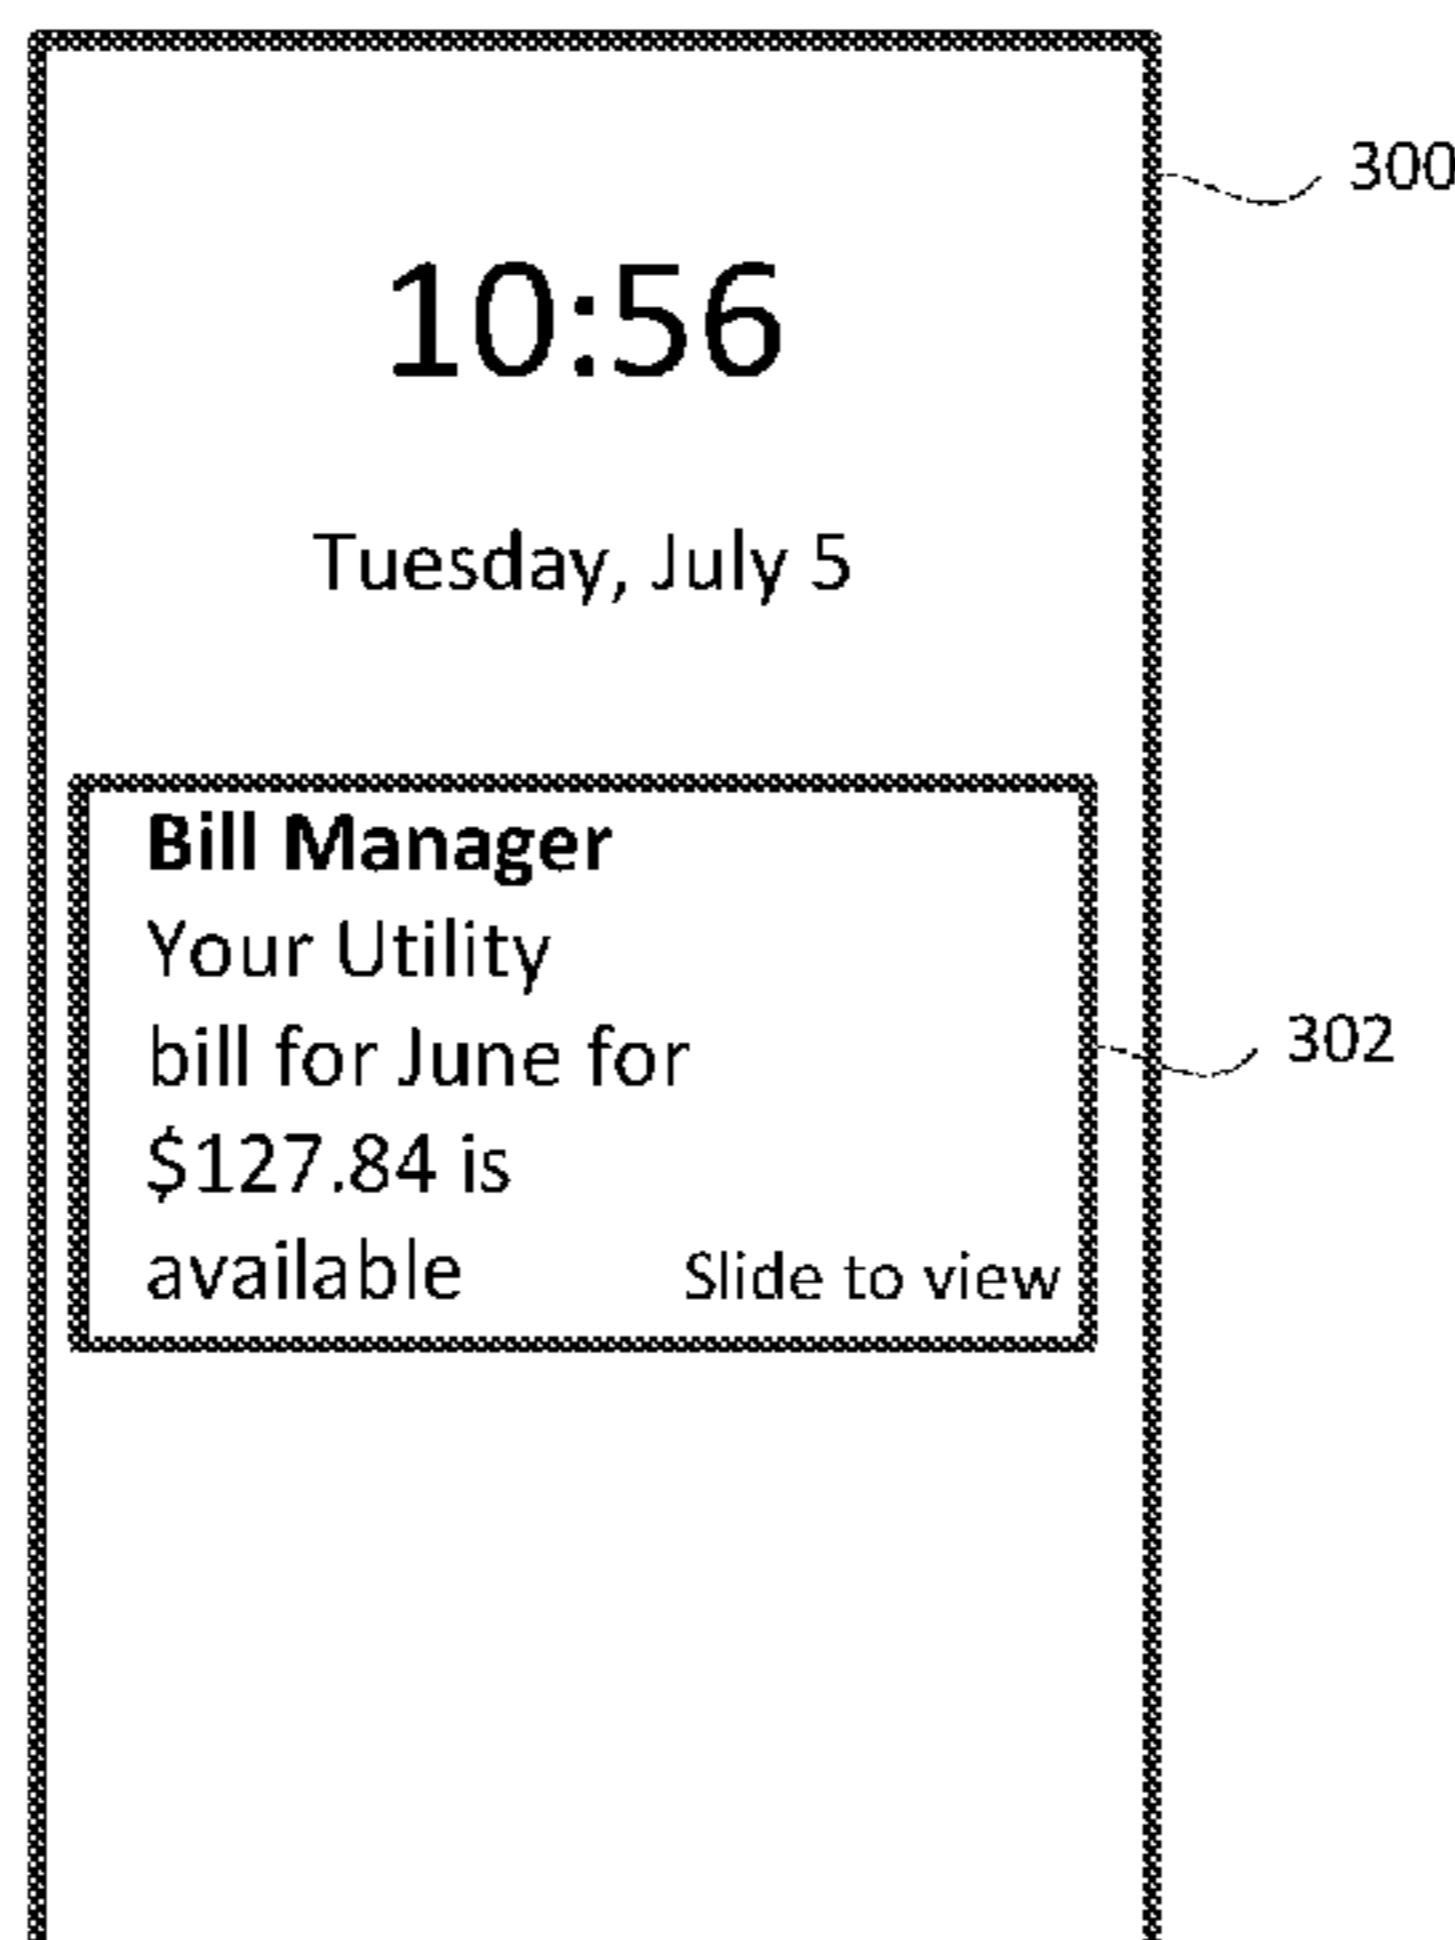 300
10:56
Tuesday, July 5
Bill Manager
Your Utility
bill for June for
302
$127.84 is
available
Slide to view